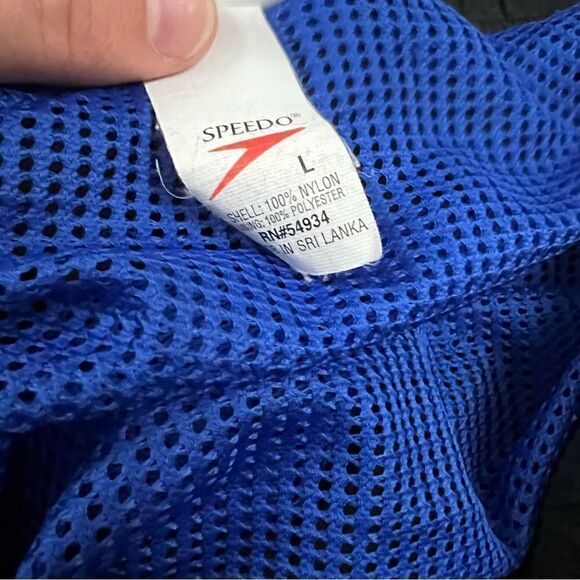 SPEEDO®
L
SHELL: 100% NYLON
100% POLYESTER
RN#54934
IN SRI LANKA